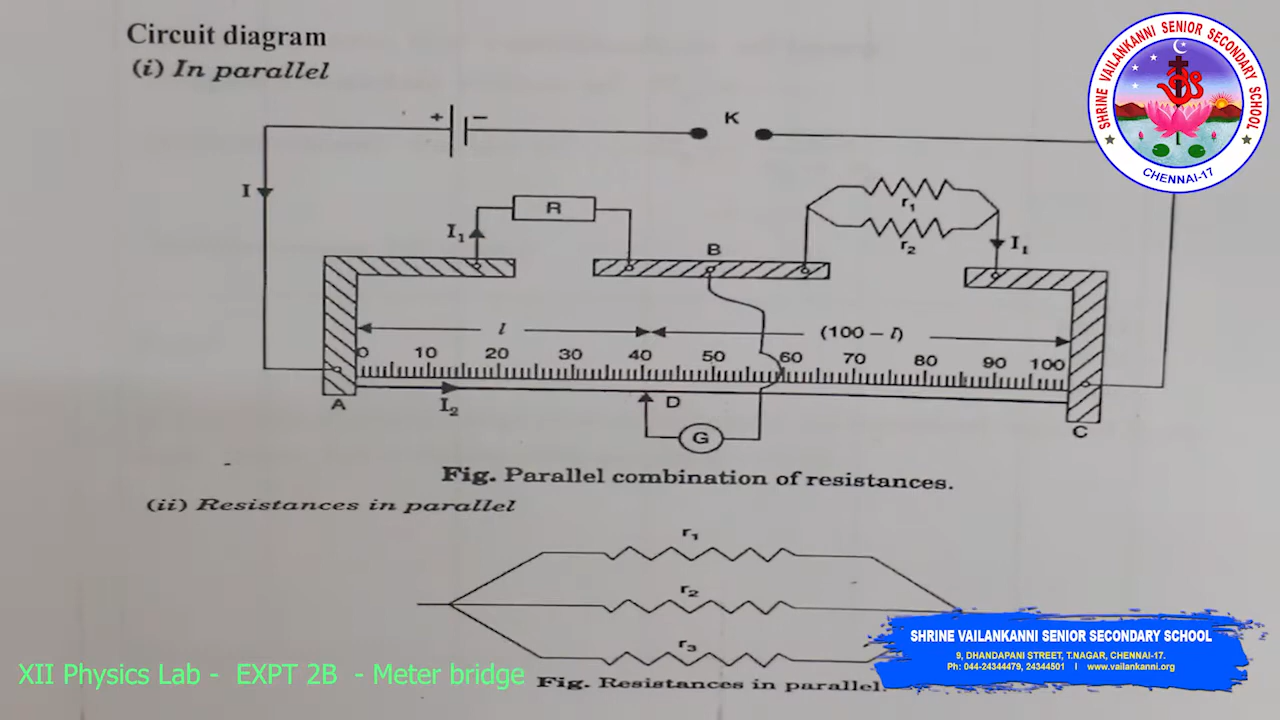 Circuit diagram
(i) In parallel
SHRINE VAILANKANNI SENIOR SECONDARY SCHOOL
CHENNAI-17
+ −
K
I
R
r1
I1
r2
I1
B
l
(100 – l)
0 10 20 30 40 50 60 70 80 90 100
I2
D
A
G
C
Fig. Parallel combination of resistances.
(ii) Resistances in parallel
r1
r2
r3
SHRINE VAILANKANNI SENIOR SECONDARY SCHOOL
9, DHANDAPANI STREET, T.NAGAR, CHENNAI-17.
Ph: 044-24344479, 24344501 I www.vailankanni.org
XII Physics Lab - EXPT 2B - Meter bridge
Fig. Resistances in parallel.